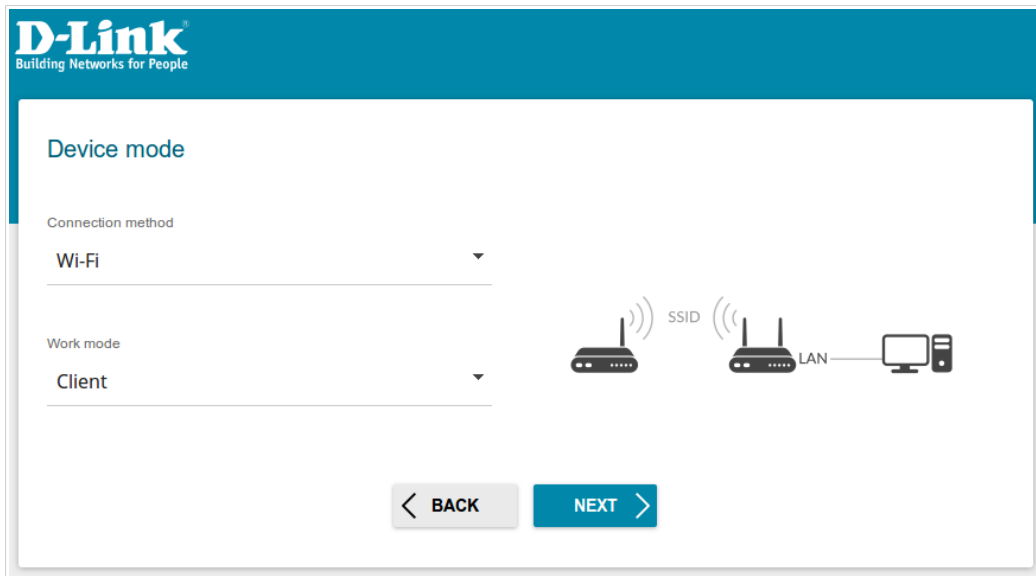 D-Link®
Building Networks for People
Device mode
Connection method
Wi-Fi
Work mode
Client
SSID
LAN
BACK
NEXT